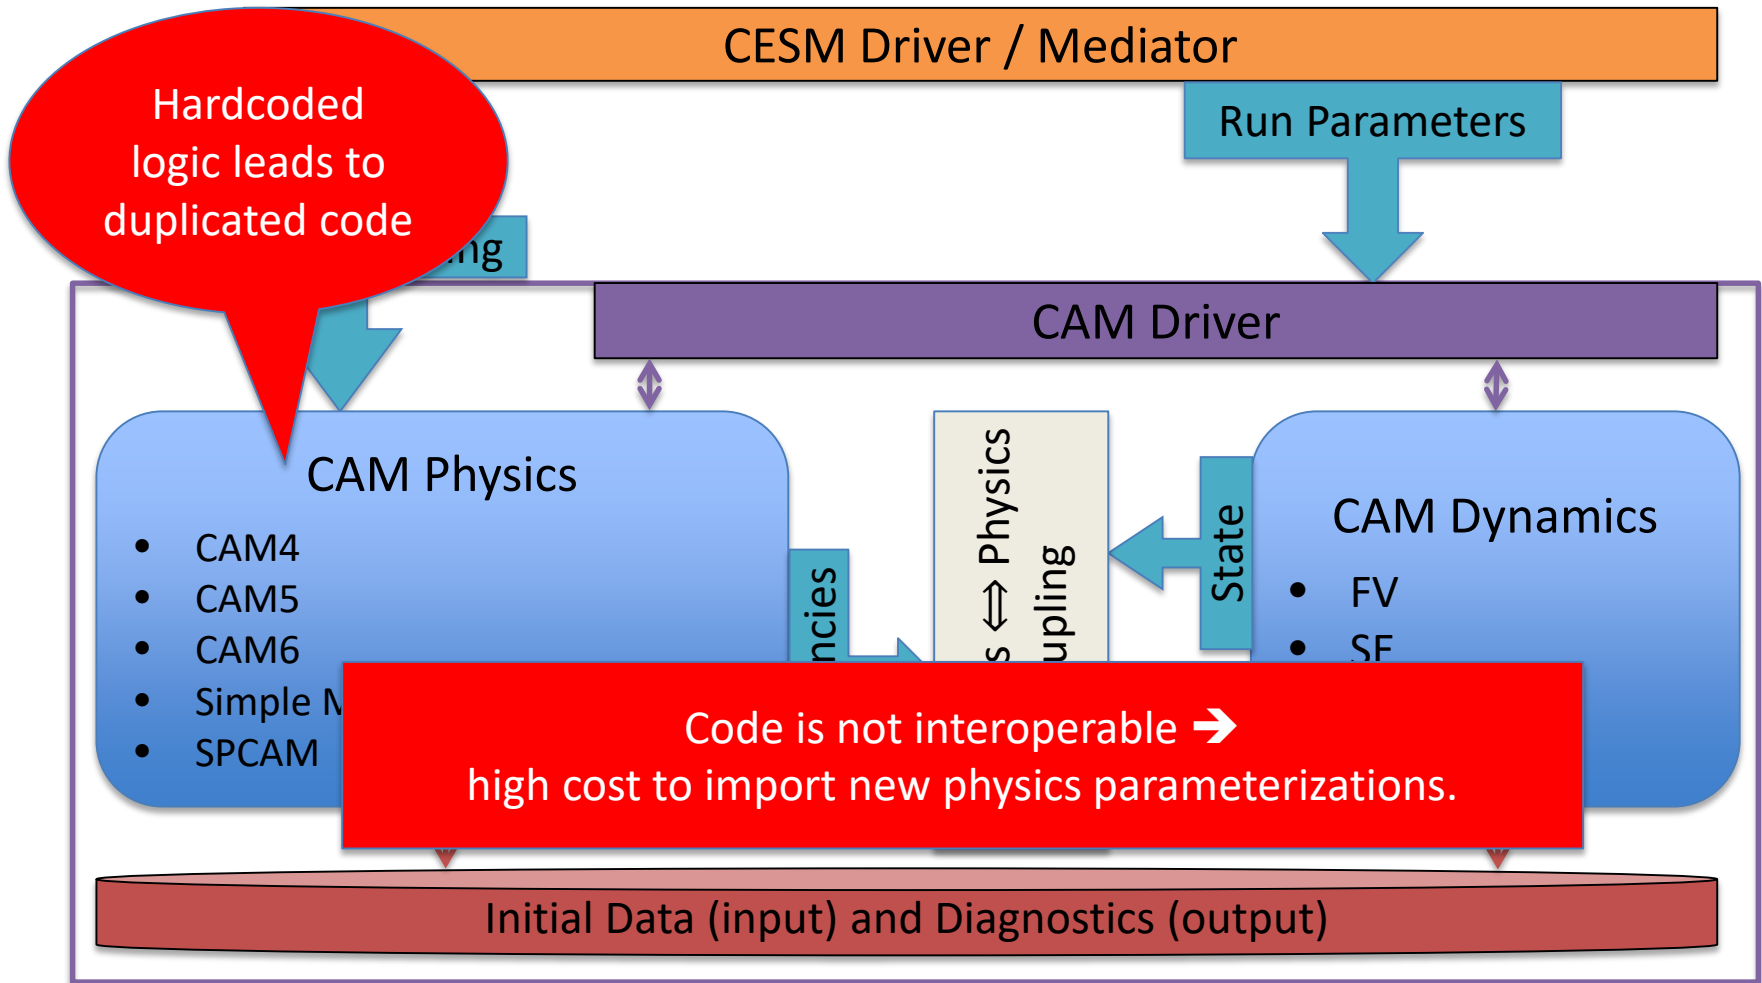 CESM Driver / Mediator
Hardcoded
logic leads to
duplicated code
Run Parameters
CAM Driver
CAM Physics
• CAM4
• CAM5
• CAM6
• Simple
• SPCAM
Physics
⇔
State
CAM Dynamics
• FV
• SE
Code is not interoperable ➔
high cost to import new physics parameterizations.
Initial Data (input) and Diagnostics (output)